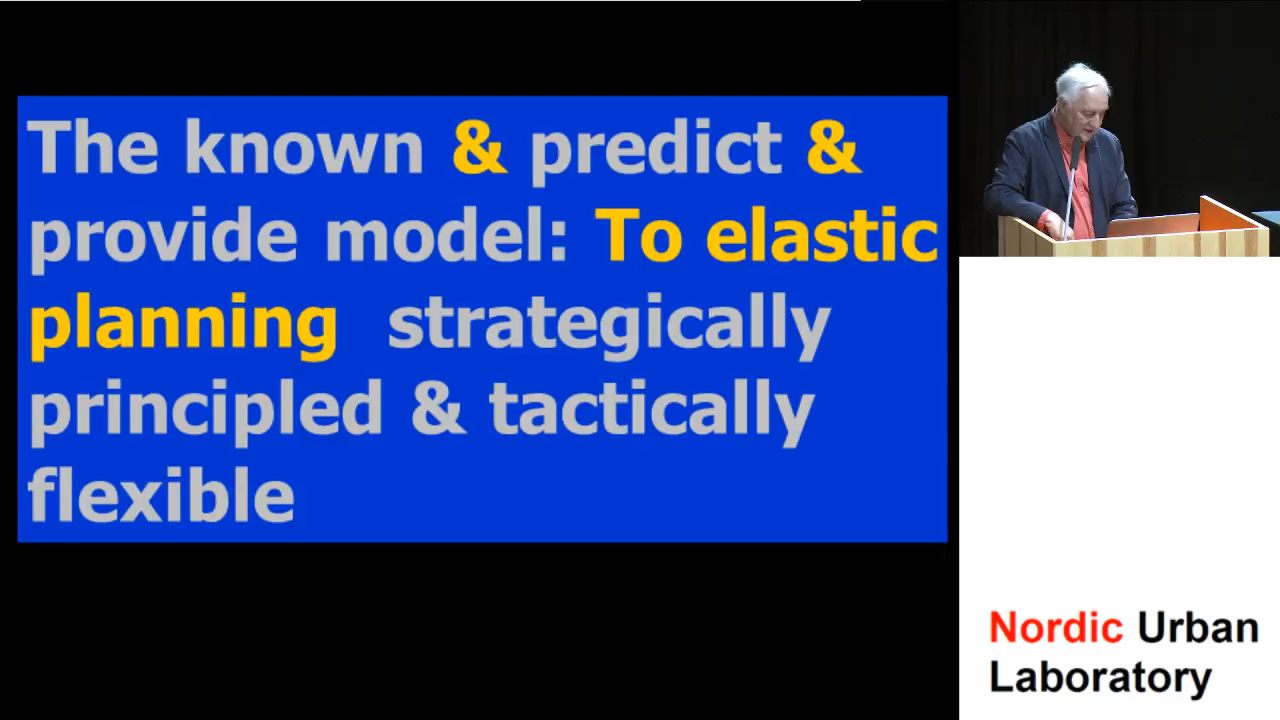 The known & predict &
provide model: To elastic
planning strategically
principled & tactically
flexible
Nordic Urban
Laboratory